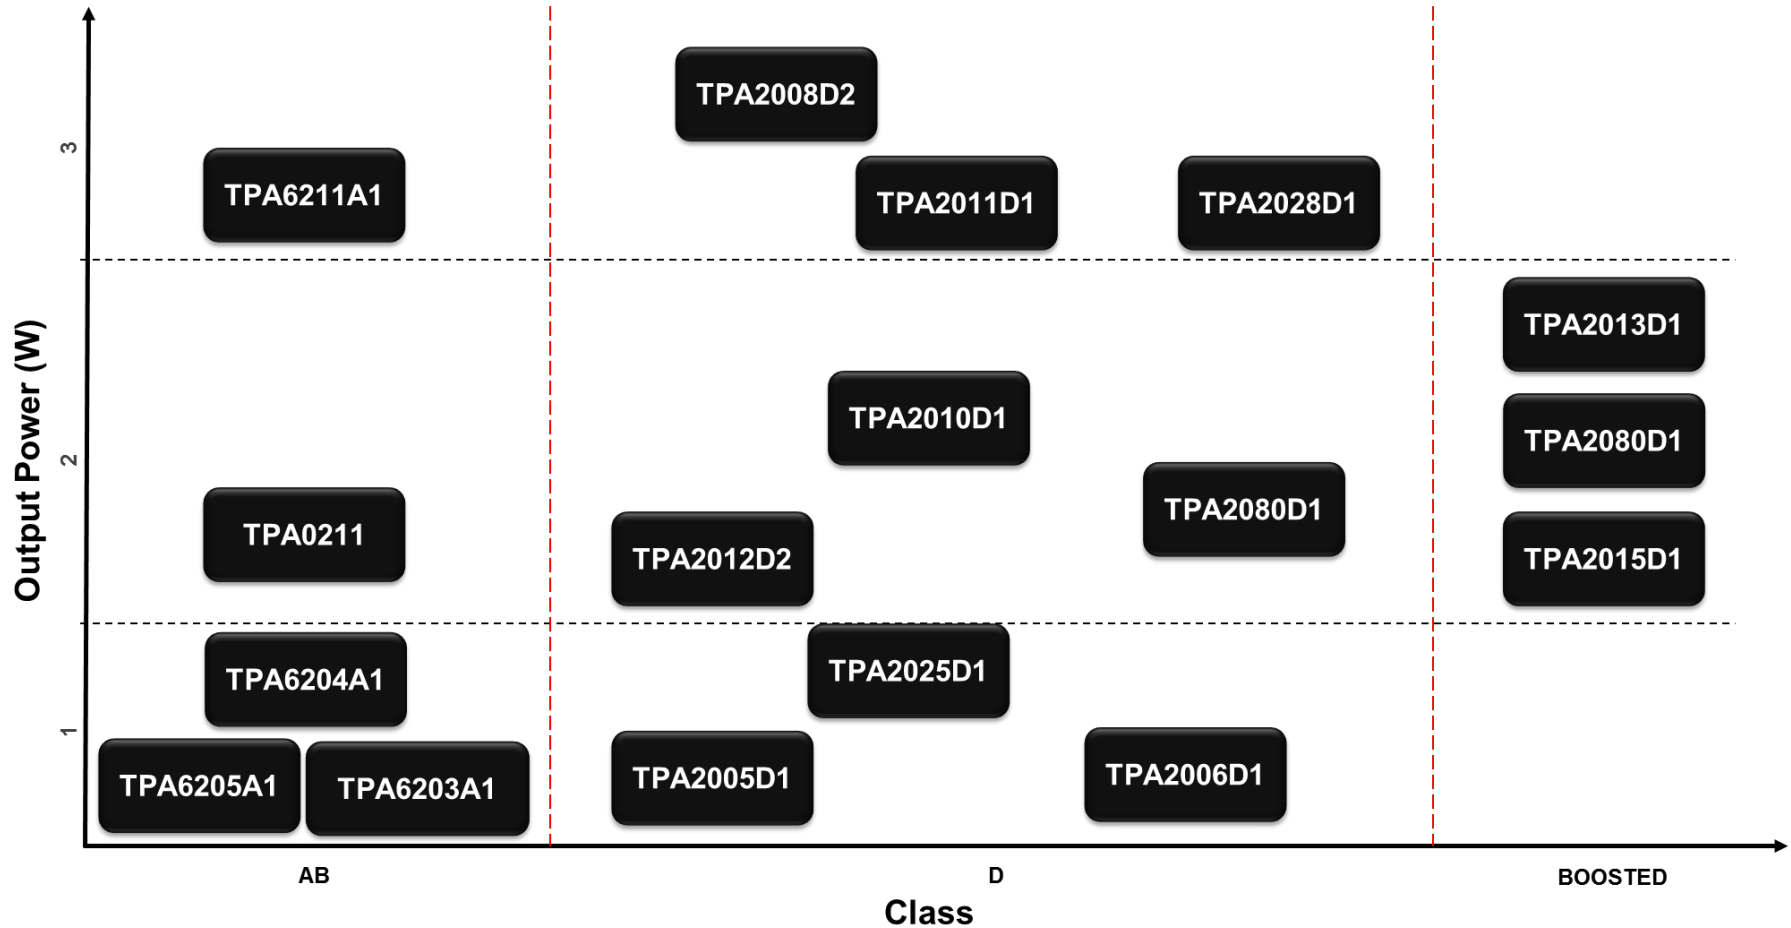 TPA2008D2
3
TPA6211A1
TPA2011D1
TPA2028D1
TPA2013D1
Output Power (W)
TPA2010D1
TPA2080D1
2
TPA2080D1
TPA0211
TPA2012D2
TPA2015D1
TPA6204A1
TPA2025D1
1
TPA6205A1
TPA6203A1
TPA2005D1
TPA2006D1
AB
D
BOOSTED
Class